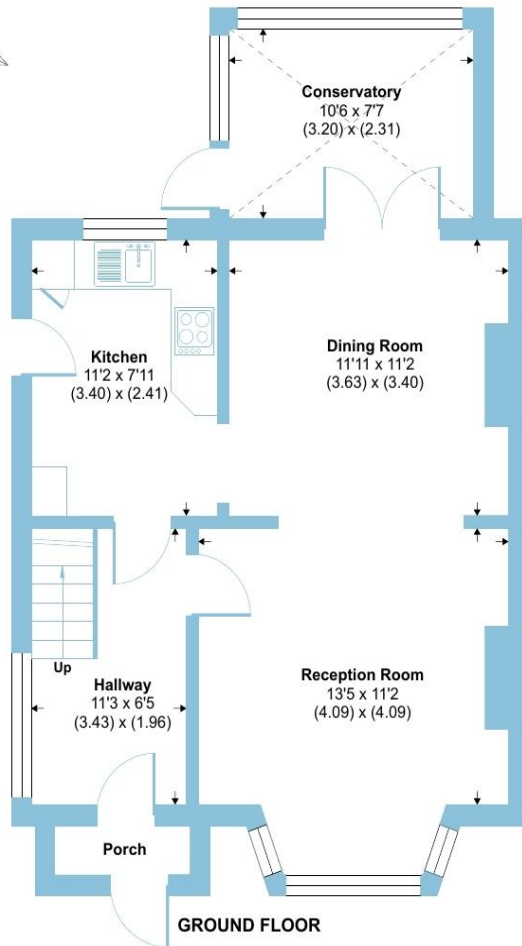 Conservatory
10'6 x 7'7
(3.20) x (2.31)
Kitchen
11'2 x 7'11
(3.40) x (2.41)
Dining Room
11'11 x 11'2
(3.63) x (3.40)
Up
Hallway
11'3 x 6'5
(3.43) x (1.96)
Reception Room
13'5 x 11'2
(4.09) x (4.09)
Porch
GROUND FLOOR